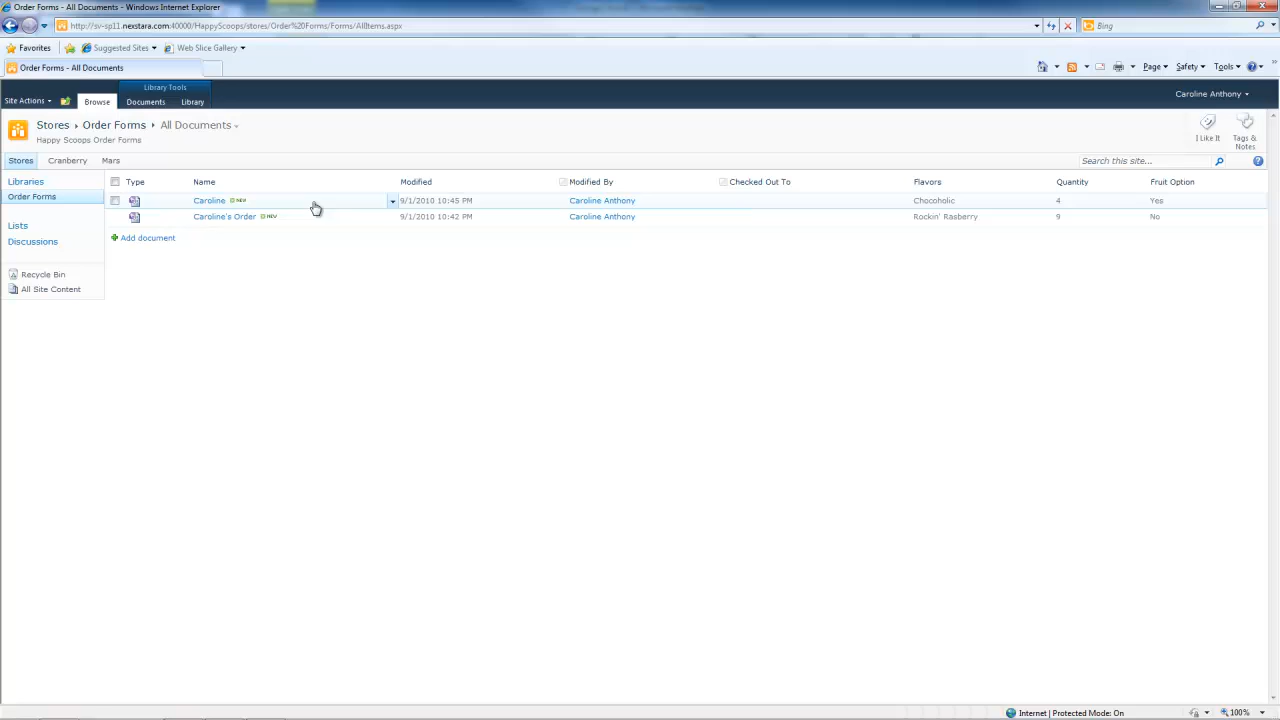 Order Forms - All Documents - Windows Internet Explorer
http://sv-sp11.nexstara.com:40000/HappyScoops/stores/Order%20Forms/Forms/AllItems.aspx
Bing
Favorites Suggested Sites Web Slice Gallery
Order Forms - All Documents
Page Safety Tools
Library Tools
Site Actions Browse Documents Library
Caroline Anthony
Stores Order Forms All Documents
Happy Scoops Order Forms
I Like It
Tags & Notes
Stores Cranberry Mars
Search this site...
Libraries
Order Forms
Lists
Discussions
Recycle Bin
All Site Content
Type Name Modified Modified By Checked Out To Flavors Quantity Fruit Option
Caroline NEW 9/1/2010 10:45 PM Caroline Anthony Chocoholic 4 Yes
Caroline's Order NEW 9/1/2010 10:42 PM Caroline Anthony Rockin' Rasberry 9 No
Add document
Internet | Protected Mode: On
100%